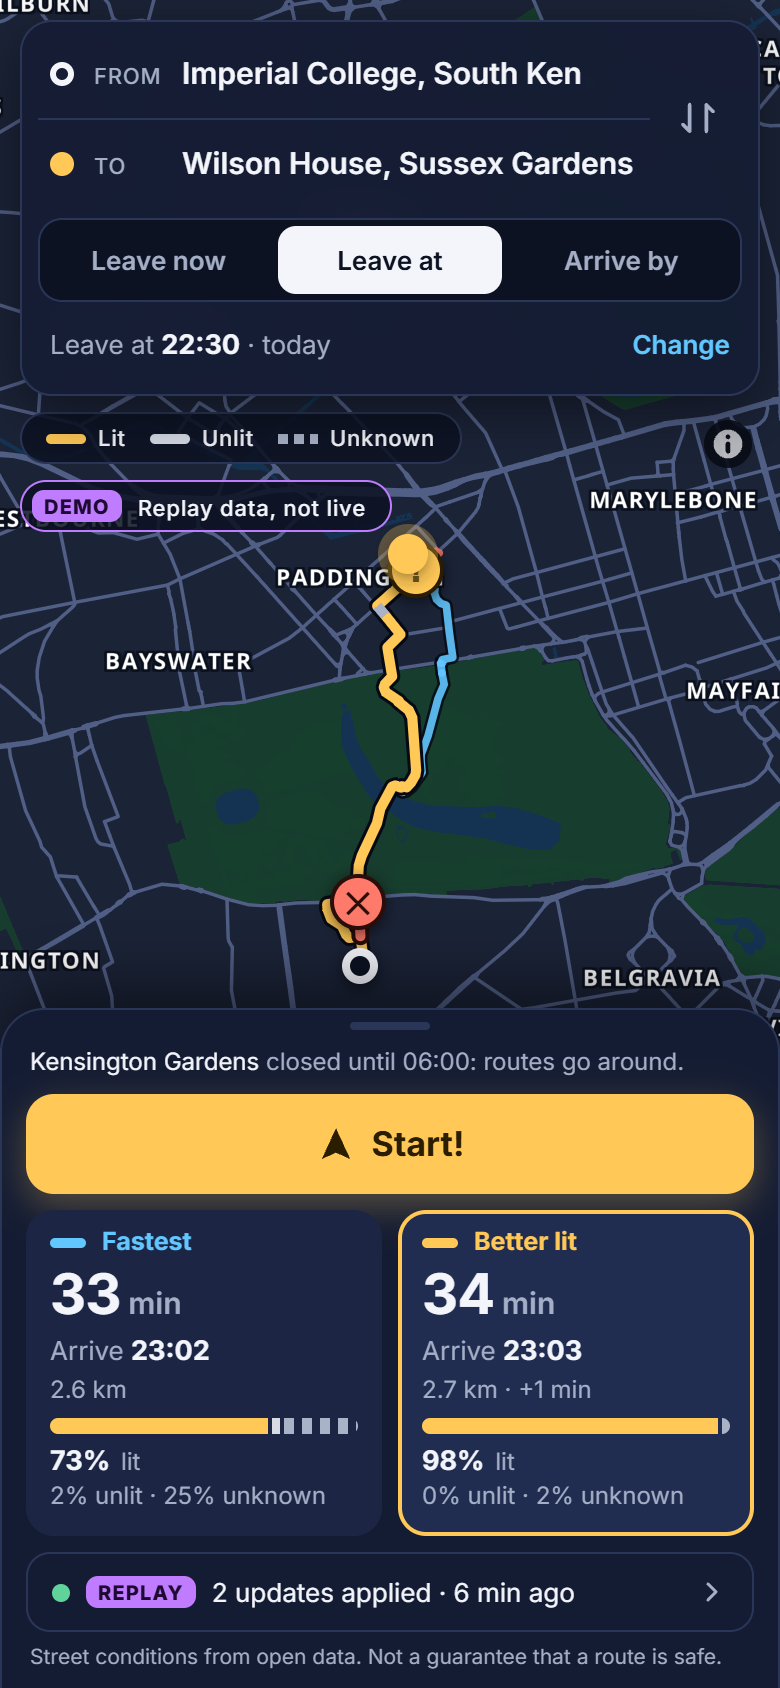 ILBURN
FROM Imperial College, South Ken
TO Wilson House, Sussex Gardens
Leave now Leave at Arrive by
Leave at 22:30 · today Change
Lit Unlit Unknown
MARYLEBONE
DEMO Replay data, not live
PADDING
BAYSWATER
MAYFAI
INGTON
BELGRAVIA
Kensington Gardens closed until 06:00: routes go around.
Start!
Fastest
33 min
Arrive 23:02
2.6 km
73% lit
2% unlit · 25% unknown
Better lit
34 min
Arrive 23:03
2.7 km · +1 min
98% lit
0% unlit · 2% unknown
REPLAY 2 updates applied · 6 min ago
Street conditions from open data. Not a guarantee that a route is safe.